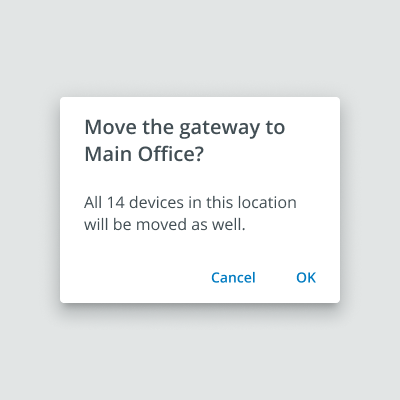 Move the gateway to
Main Office?
All 14 devices in this location
will be moved as well.
Cancel OK